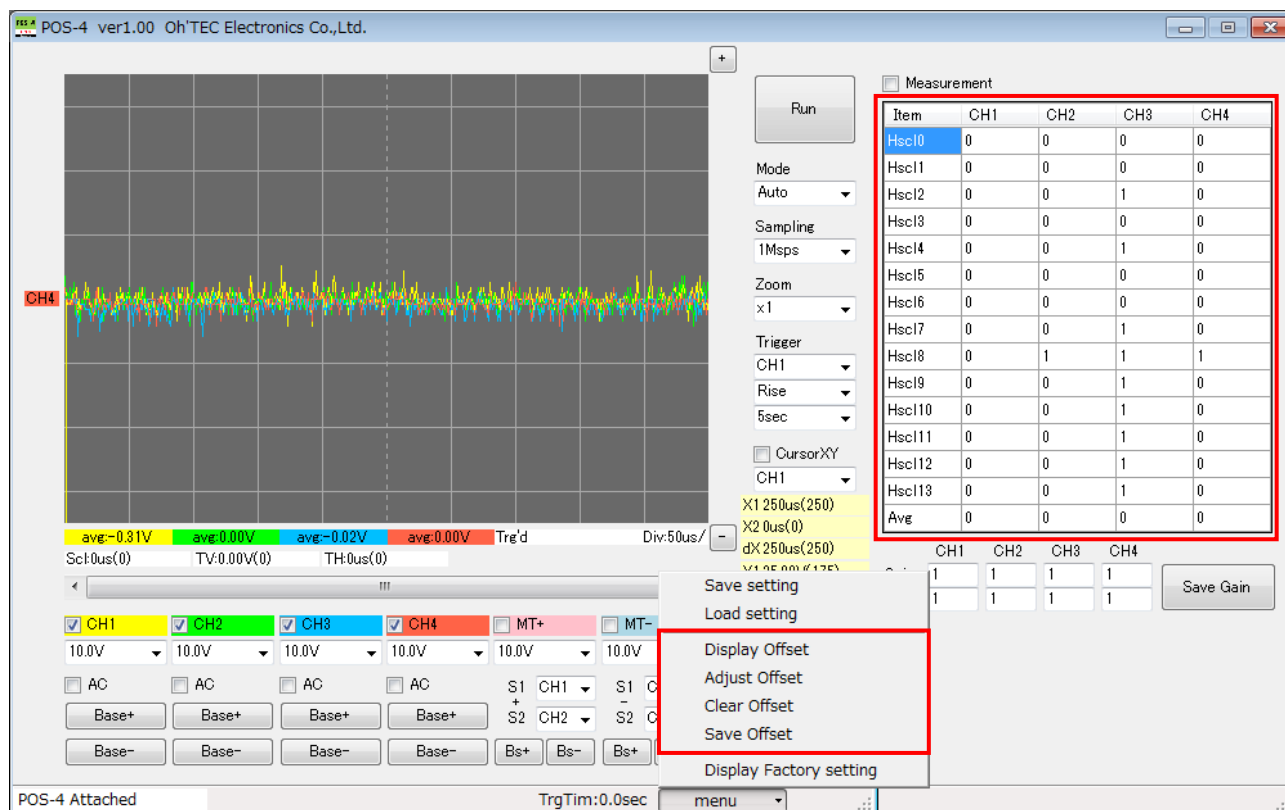 POS-4 ver1.00 Oh'TEC Electronics Co.,Ltd.
+
Run
Mode
Auto
Sampling
1Msps
Zoom
x1
Trigger
CH1
Rise
5sec
CursorXY
CH1
X1 250us(250)
X2 0us(0)
dX 250us(250)
CH4
avg:-0.31V avg:0.00V avg:-0.02V avg:0.00V Trg'd Div:50us/ -
Scl:0us(0) TV:0.00V(0) TH:0us(0)
CH1 CH2 CH3 CH4 MT+ MT-
10.0V 10.0V 10.0V 10.0V 10.0V 10.0V
AC AC AC AC S1 CH1 S1
+ -
Base+ Base+ Base+ Base+ S2 CH2 S2
Base- Base- Base- Base- Bs+ Bs- Bs+
Measurement
Item CH1 CH2 CH3 CH4
Hscl0 0 0 0 0
Hscl1 0 0 0 0
Hscl2 0 0 1 0
Hscl3 0 0 0 0
Hscl4 0 0 1 0
Hscl5 0 0 0 0
Hscl6 0 0 0 0
Hscl7 0 0 1 0
Hscl8 0 1 1 1
Hscl9 0 0 1 0
Hscl10 0 0 1 0
Hscl11 0 0 1 0
Hscl12 0 0 1 0
Hscl13 0 0 1 0
Avg 0 0 0 0
CH1 CH2 CH3 CH4
1 1 1 1
1 1 1 1
Save Gain
Save setting
Load setting
Display Offset
Adjust Offset
Clear Offset
Save Offset
Display Factory setting
POS-4 Attached TrgTim:0.0sec menu